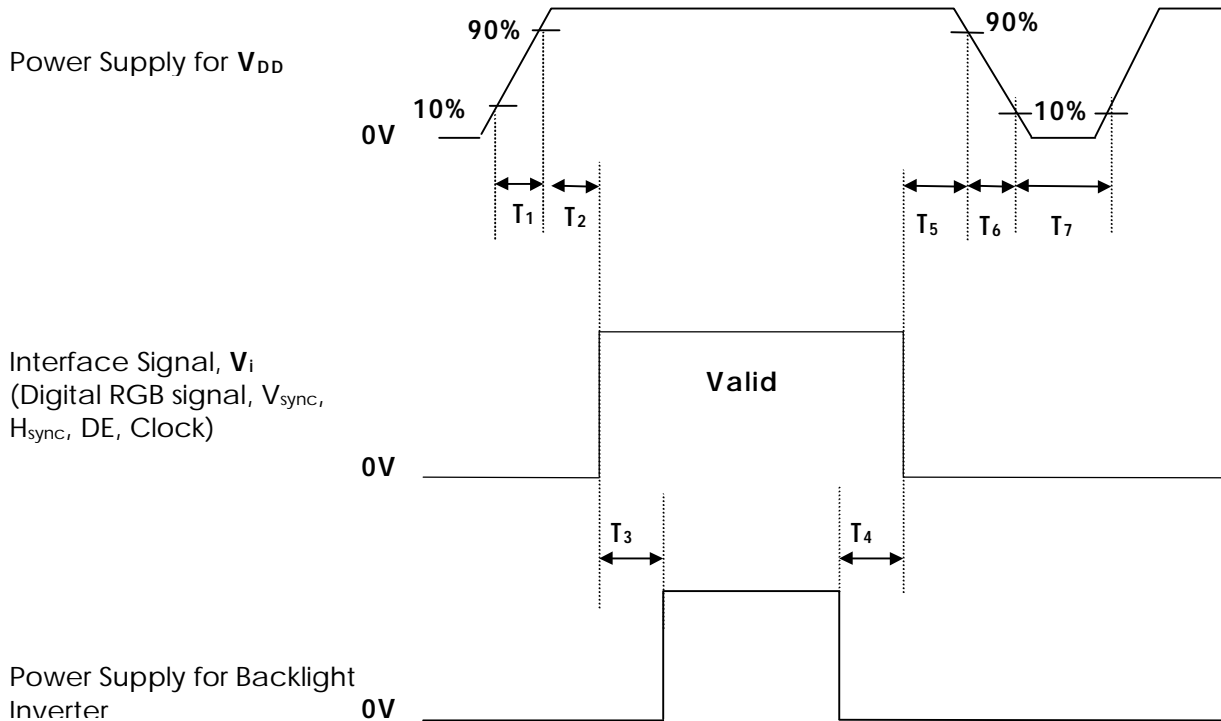 90%
90%
Power Supply for VDD
10%
10%
0V
T1
T2
T5
T6
T7
Interface Signal, Vi
(Digital RGB signal, Vsync,
Hsync, DE, Clock)
Valid
0V
T3
T4
Power Supply for Backlight
Inverter
0V